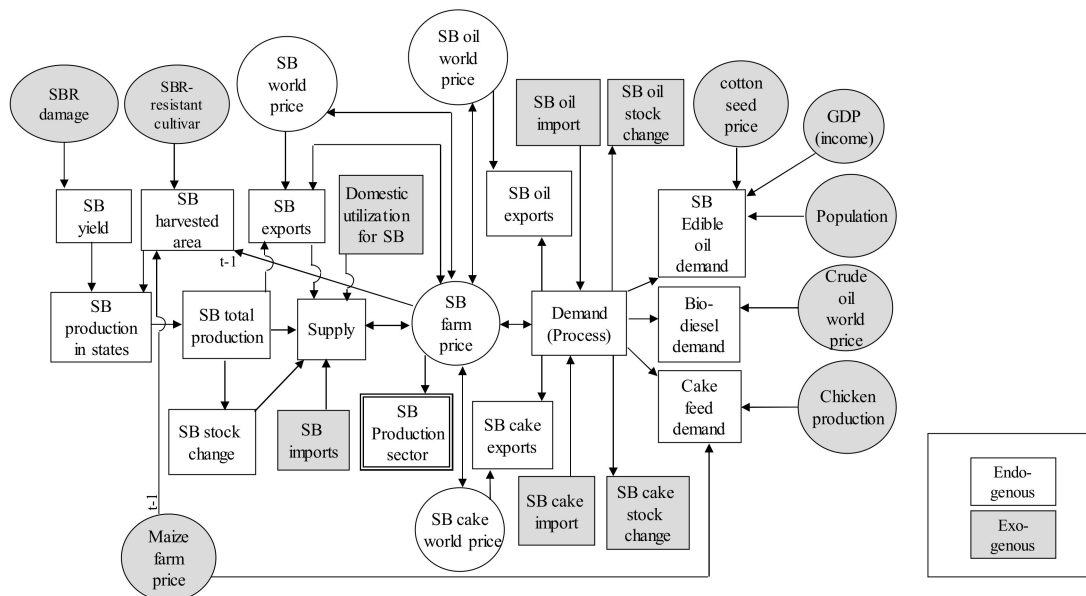 SBR
damage
SBR-
resistant
cultivar
SB
world
price
SB oil
world
price
SB oil
import
SB oil
stock
change
cotton
seed
price
GDP
(income)
SB
yield
SB
harvested
area
SB
exports
Domestic
utilization
for SB
SB oil
exports
SB
Edible
oil
demand
Population
t-1
SB
production
in states
SB total
production
Supply
SB
farm
price
Demand
(Process)
Bio-
diesel
demand
Crude
oil
world
price
SB stock
change
SB
imports
SB
Production
sector
SB cake
exports
Cake
feed
demand
Chicken
production
t-1
Maize
farm
price
SB cake
world price
SB cake
import
SB cake
stock
change
Endo-
genous
Exo-
genous